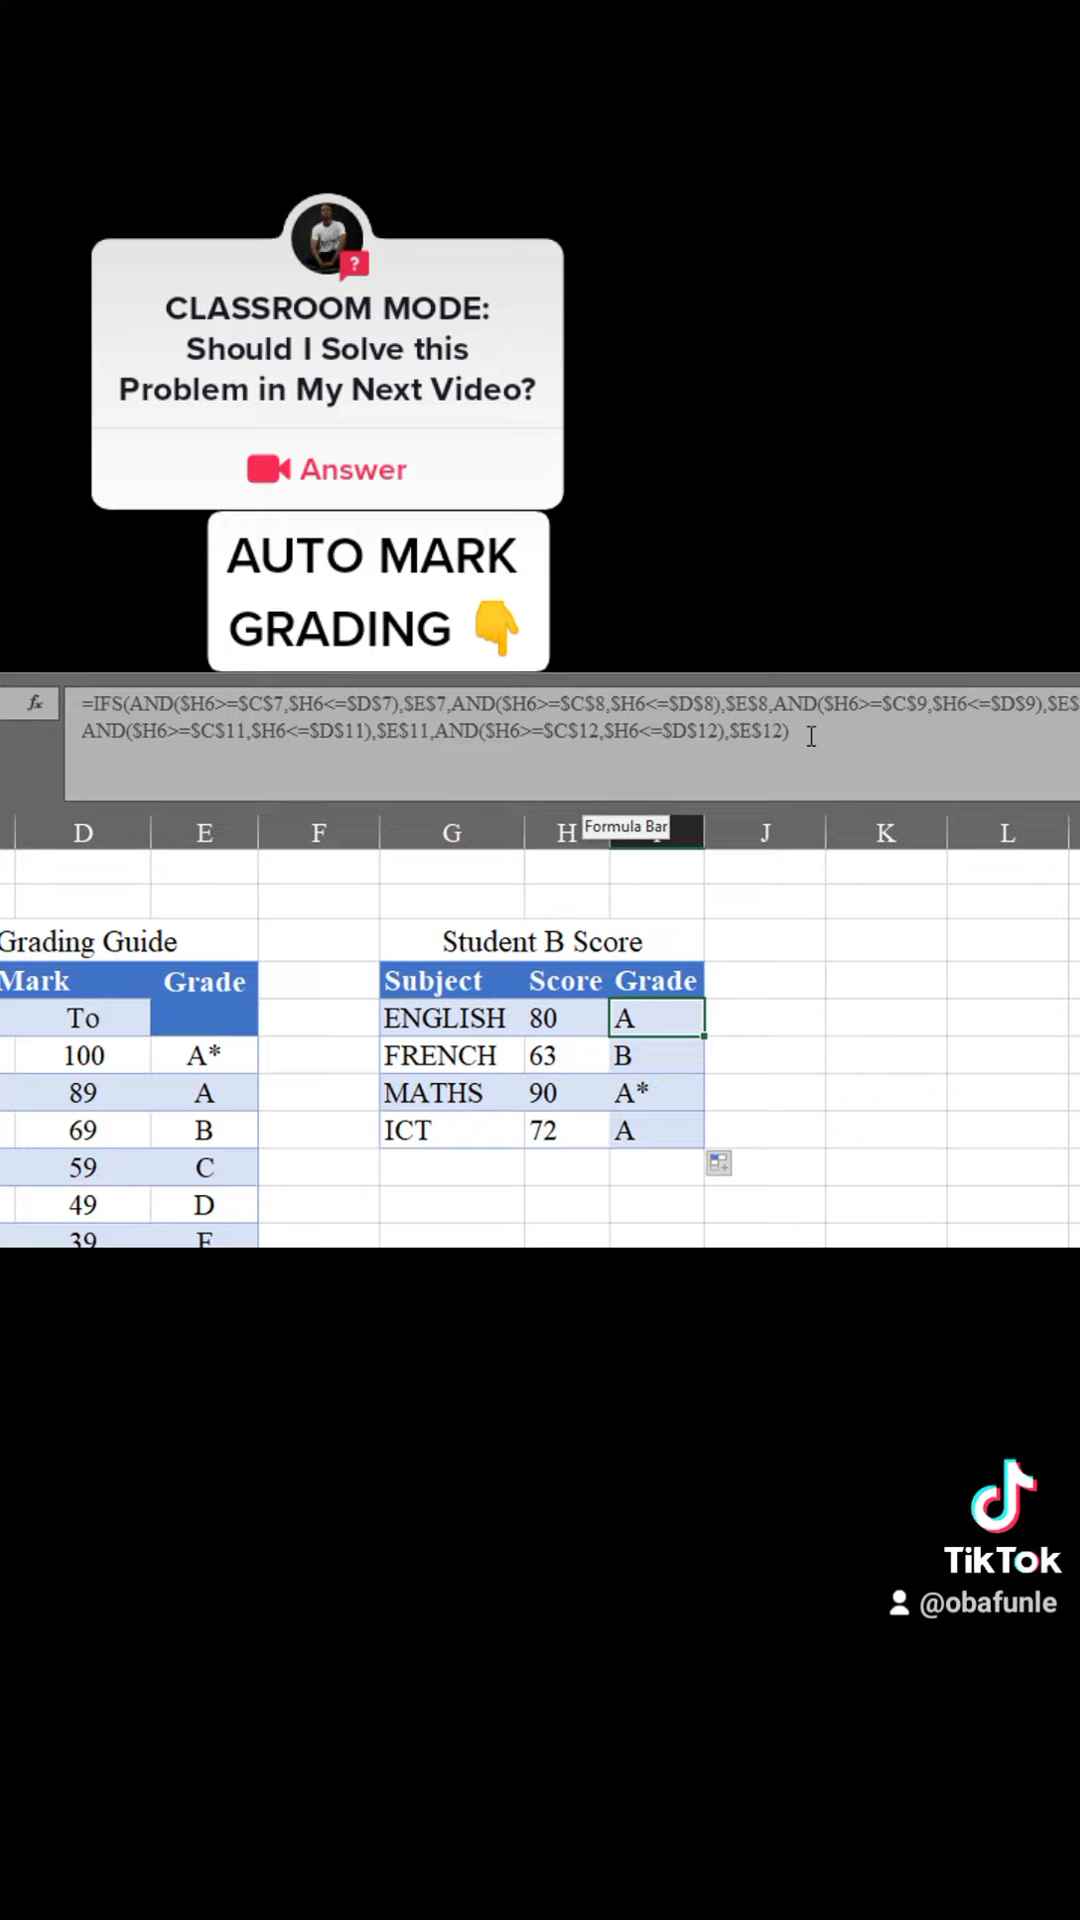 CLASSROOM MODE:
Should I Solve this
Problem in My Next Video?
Answer
AUTO MARK
GRADING 👇
fx =IFS(AND($H6>=$C$7,$H6<=$D$7),$E$7,AND($H6>=$C$8,$H6<=$D$8),$E$8,AND($H6>=$C$9,$H6<=$D$9),$E$
AND($H6>=$C$11,$H6<=$D$11),$E$11,AND($H6>=$C$12,$H6<=$D$12),$E$12)
Formula Bar
D E F G H J K L
Grading Guide Student B Score
Mark Grade Subject Score Grade
To ENGLISH 80 A
100 A* FRENCH 63 B
89 A MATHS 90 A*
69 B ICT 72 A
59 C
49 D
39
TikTok
@obafunle